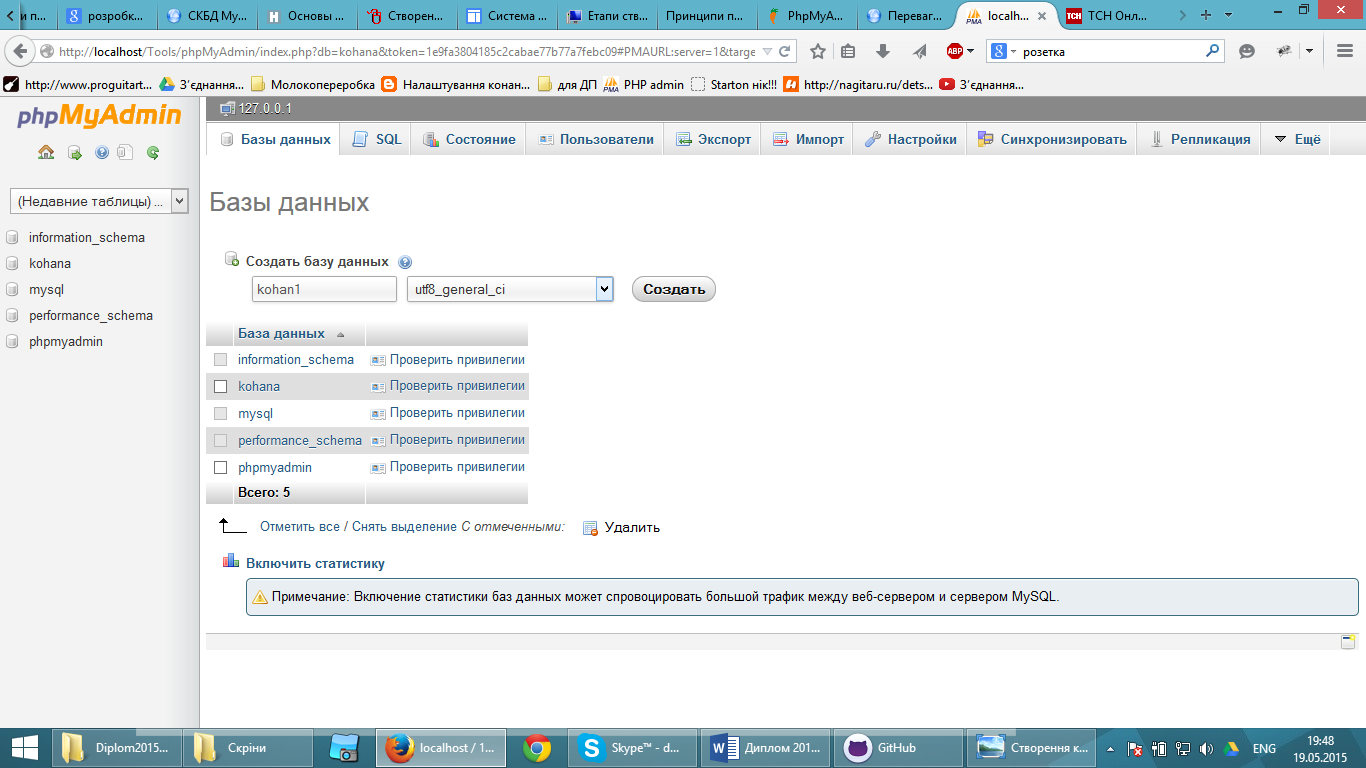 и п...
розробк...
СКБД Му...
Основы ...
Створен...
Система ...
Етапи ств...
Принципи п...
PhpMyA...
Переваг...
localh...
ТСН Онл...
http://localhost/Tools/phpMyAdmin/index.php?db=kohana&token=1e9fa3804185c2cabae77b77a7febc09#PMAURL:server=1&targe
ABP
розетка
http://www.proguitart...
З’єднання...
Молокопереробка
Налаштування конан...
для ДП
PHP admin
Starton нік!!!
http://nagitaru.ru/dets...
З’єднання...
phpMyAdmin
(Недавние таблицы) ...
information_schema
kohana
mysql
performance_schema
phpmyadmin
127.0.0.1
Базы данных
SQL
Состояние
Пользователи
Экспорт
Импорт
Настройки
Синхронизировать
Репликация
Ещё
Базы данных
Создать базу данных
kohan1
utf8_general_ci
Создать
База данных
information_schema Проверить привилегии
kohana Проверить привилегии
mysql Проверить привилегии
performance_schema Проверить привилегии
phpmyadmin Проверить привилегии
Всего: 5
Отметить все / Снять выделение С отмеченными: Удалить
Включить статистику
Примечание: Включение статистики баз данных может спровоцировать большой трафик между веб-сервером и сервером MySQL.
Diplom2015...
Скріни
localhost / 1...
Skype™ - d...
Диплом 201...
GitHub
Створення к...
ENG
19:48
19.05.2015